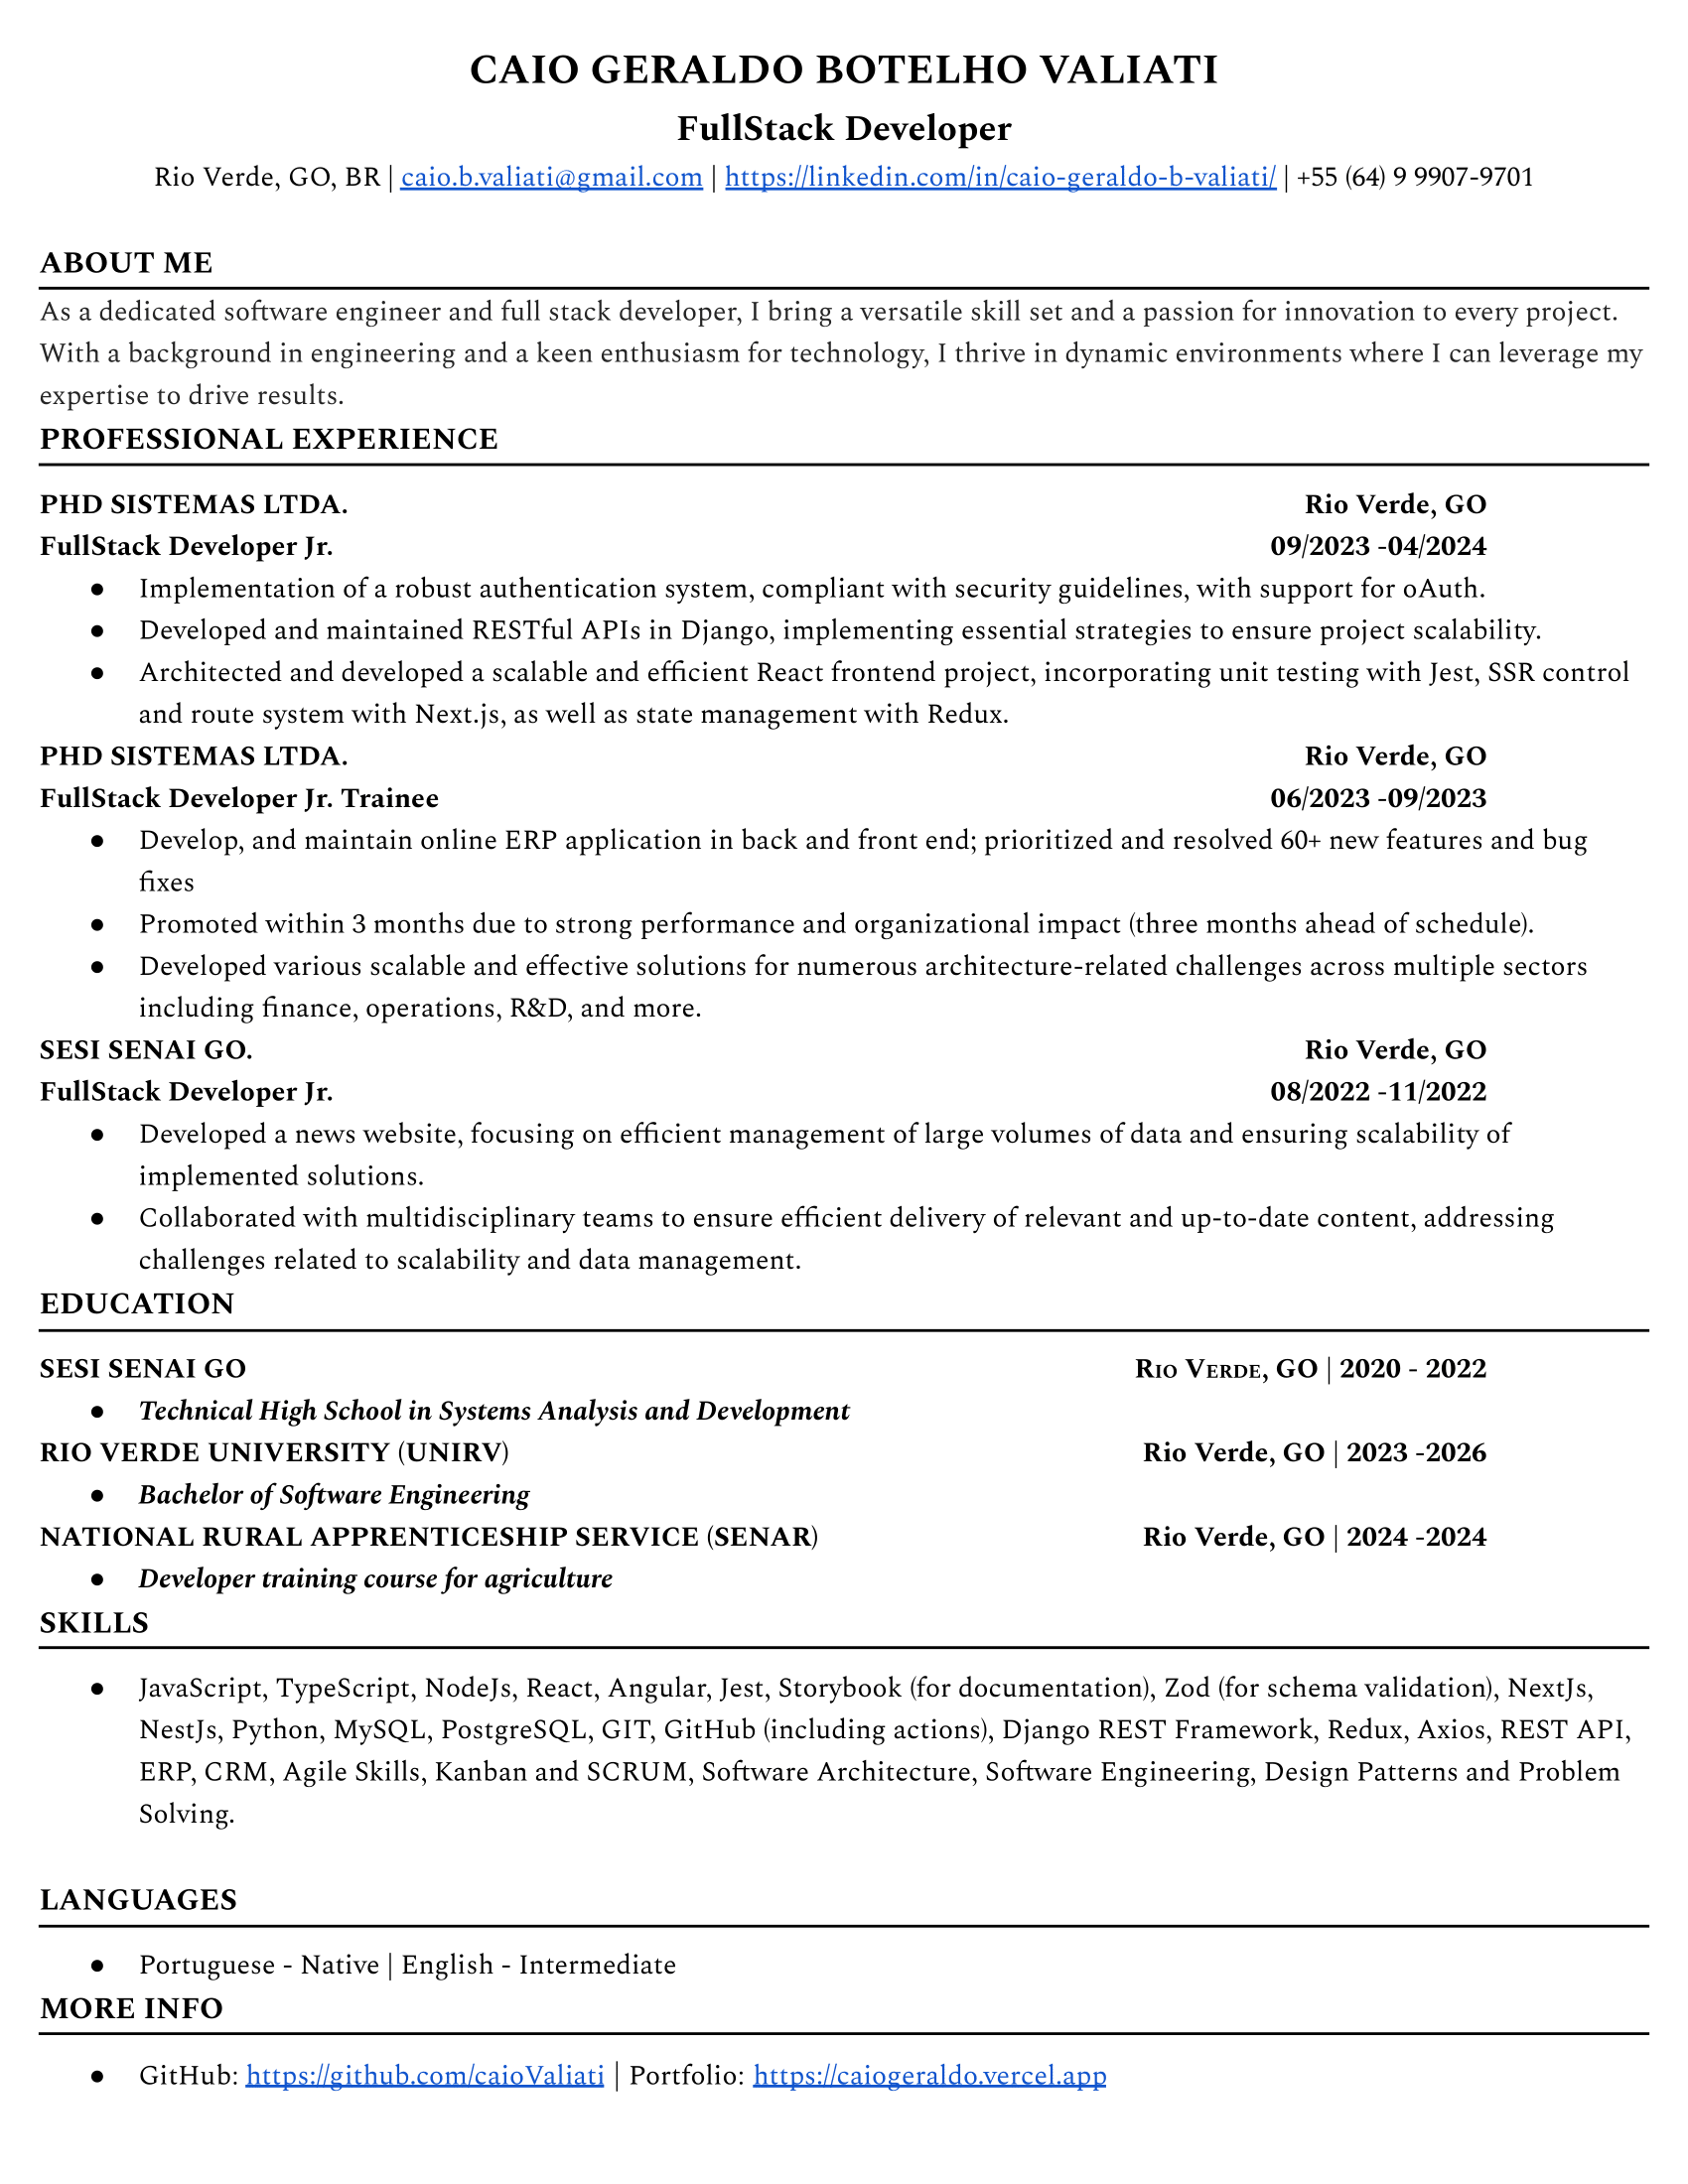 CAIO GERALDO BOTELHO VALIATI
FullStack Developer
Rio Verde, GO, BR | caio.b.valiati@gmail.com | https://linkedin.com/in/caio-geraldo-b-valiati/ | +55 (64) 9 9907-9701
ABOUT ME
As a dedicated software engineer and full stack developer, I bring a versatile skill set and a passion for innovation to every project.
With a background in engineering and a keen enthusiasm for technology, I thrive in dynamic environments where I can leverage my
expertise to drive results.
PROFESSIONAL EXPERIENCE
PHD SISTEMAS LTDA. Rio Verde, GO
FullStack Developer Jr. 09/2023 -04/2024
● Implementation of a robust authentication system, compliant with security guidelines, with support for oAuth.
● Developed and maintained RESTful APIs in Django, implementing essential strategies to ensure project scalability.
● Architected and developed a scalable and efficient React frontend project, incorporating unit testing with Jest, SSR control
and route system with Next.js, as well as state management with Redux.
PHD SISTEMAS LTDA. Rio Verde, GO
FullStack Developer Jr. Trainee 06/2023 -09/2023
● Develop, and maintain online ERP application in back and front end; prioritized and resolved 60+ new features and bug
fixes
● Promoted within 3 months due to strong performance and organizational impact (three months ahead of schedule).
● Developed various scalable and effective solutions for numerous architecture-related challenges across multiple sectors
including finance, operations, R&D, and more.
SESI SENAI GO. Rio Verde, GO
FullStack Developer Jr. 08/2022 -11/2022
● Developed a news website, focusing on efficient management of large volumes of data and ensuring scalability of
implemented solutions.
● Collaborated with multidisciplinary teams to ensure efficient delivery of relevant and up-to-date content, addressing
challenges related to scalability and data management.
EDUCATION
SESI SENAI GO Rio Verde, GO | 2020 - 2022
● Technical High School in Systems Analysis and Development
RIO VERDE UNIVERSITY (UNIRV) Rio Verde, GO | 2023 -2026
● Bachelor of Software Engineering
NATIONAL RURAL APPRENTICESHIP SERVICE (SENAR) Rio Verde, GO | 2024 -2024
● Developer training course for agriculture
SKILLS
● JavaScript, TypeScript, NodeJs, React, Angular, Jest, Storybook (for documentation), Zod (for schema validation), NextJs,
NestJs, Python, MySQL, PostgreSQL, GIT, GitHub (including actions), Django REST Framework, Redux, Axios, REST API,
ERP, CRM, Agile Skills, Kanban and SCRUM, Software Architecture, Software Engineering, Design Patterns and Problem
Solving.
LANGUAGES
● Portuguese - Native | English - Intermediate
MORE INFO
● GitHub: https://github.com/caioValiati | Portfolio: https://caiogeraldo.vercel.app